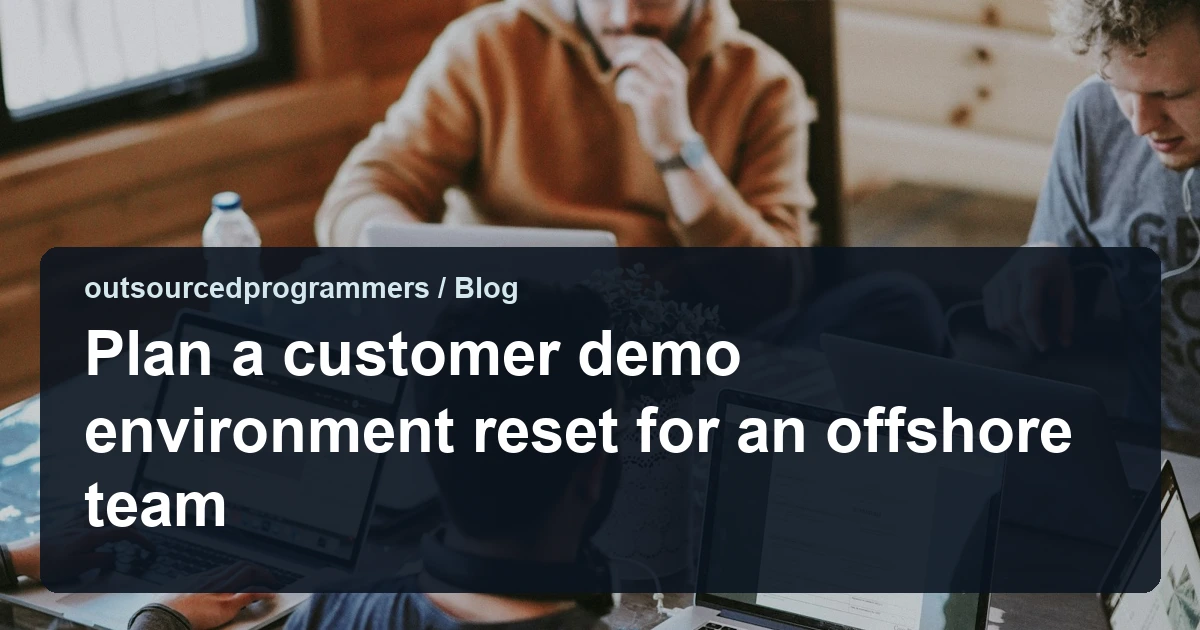 outsourcedprogrammers / Blog
Plan a customer demo
environment reset for an offshore
team